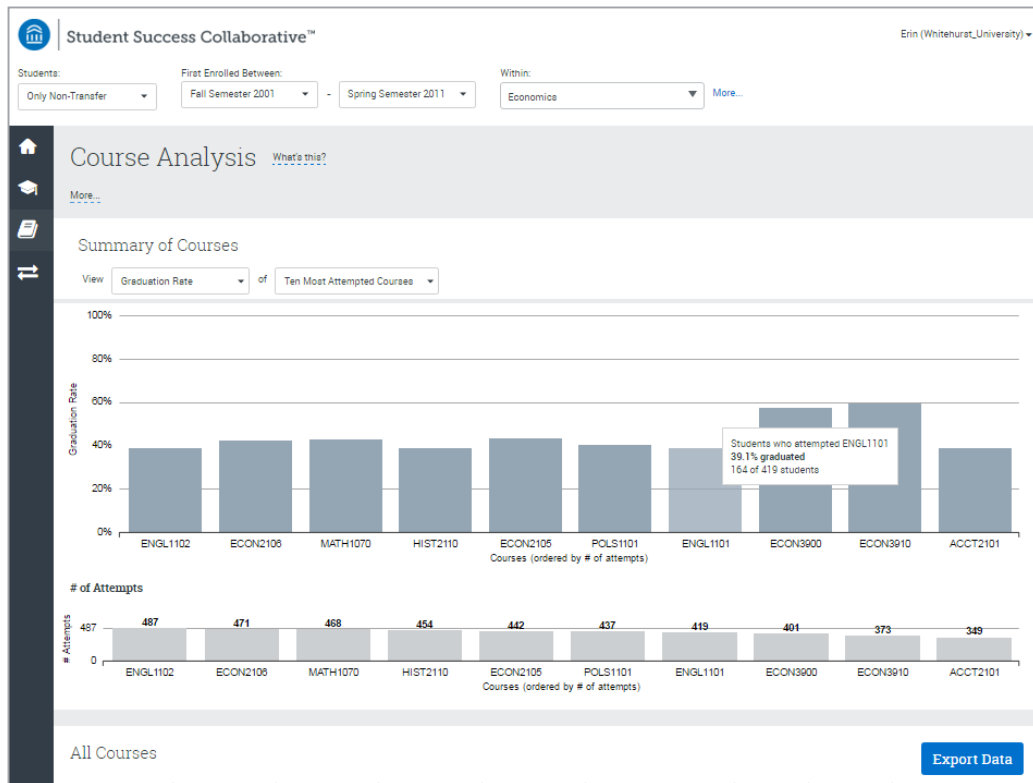 Student Success Collaborative™
Erin (Whitehurst_University)
Students:
First Enrolled Between:
Within:
Only Non-Transfer
Fall Semester 2001
-
Spring Semester 2011
Economics
More...
Course Analysis
What's this?
More...
Summary of Courses
View
Graduation Rate
of
Ten Most Attempted Courses
100%
80%
60%
40%
20%
0%
Graduation Rate
Students who attempted ENGL1101
39.1% graduated
164 of 419 students
ENGL1102 ECON2106 MATH1070 HIST2110 ECON2105 POLS1101 ENGL1101 ECON3900 ECON3910 ACCT2101
Courses (ordered by # of attempts)
# of Attempts
# Attempts
487
0
487 471 468 454 442 437 419 401 373 349
ENGL1102 ECON2106 MATH1070 HIST2110 ECON2105 POLS1101 ENGL1101 ECON3900 ECON3910 ACCT2101
Courses (ordered by # of attempts)
All Courses
Export Data